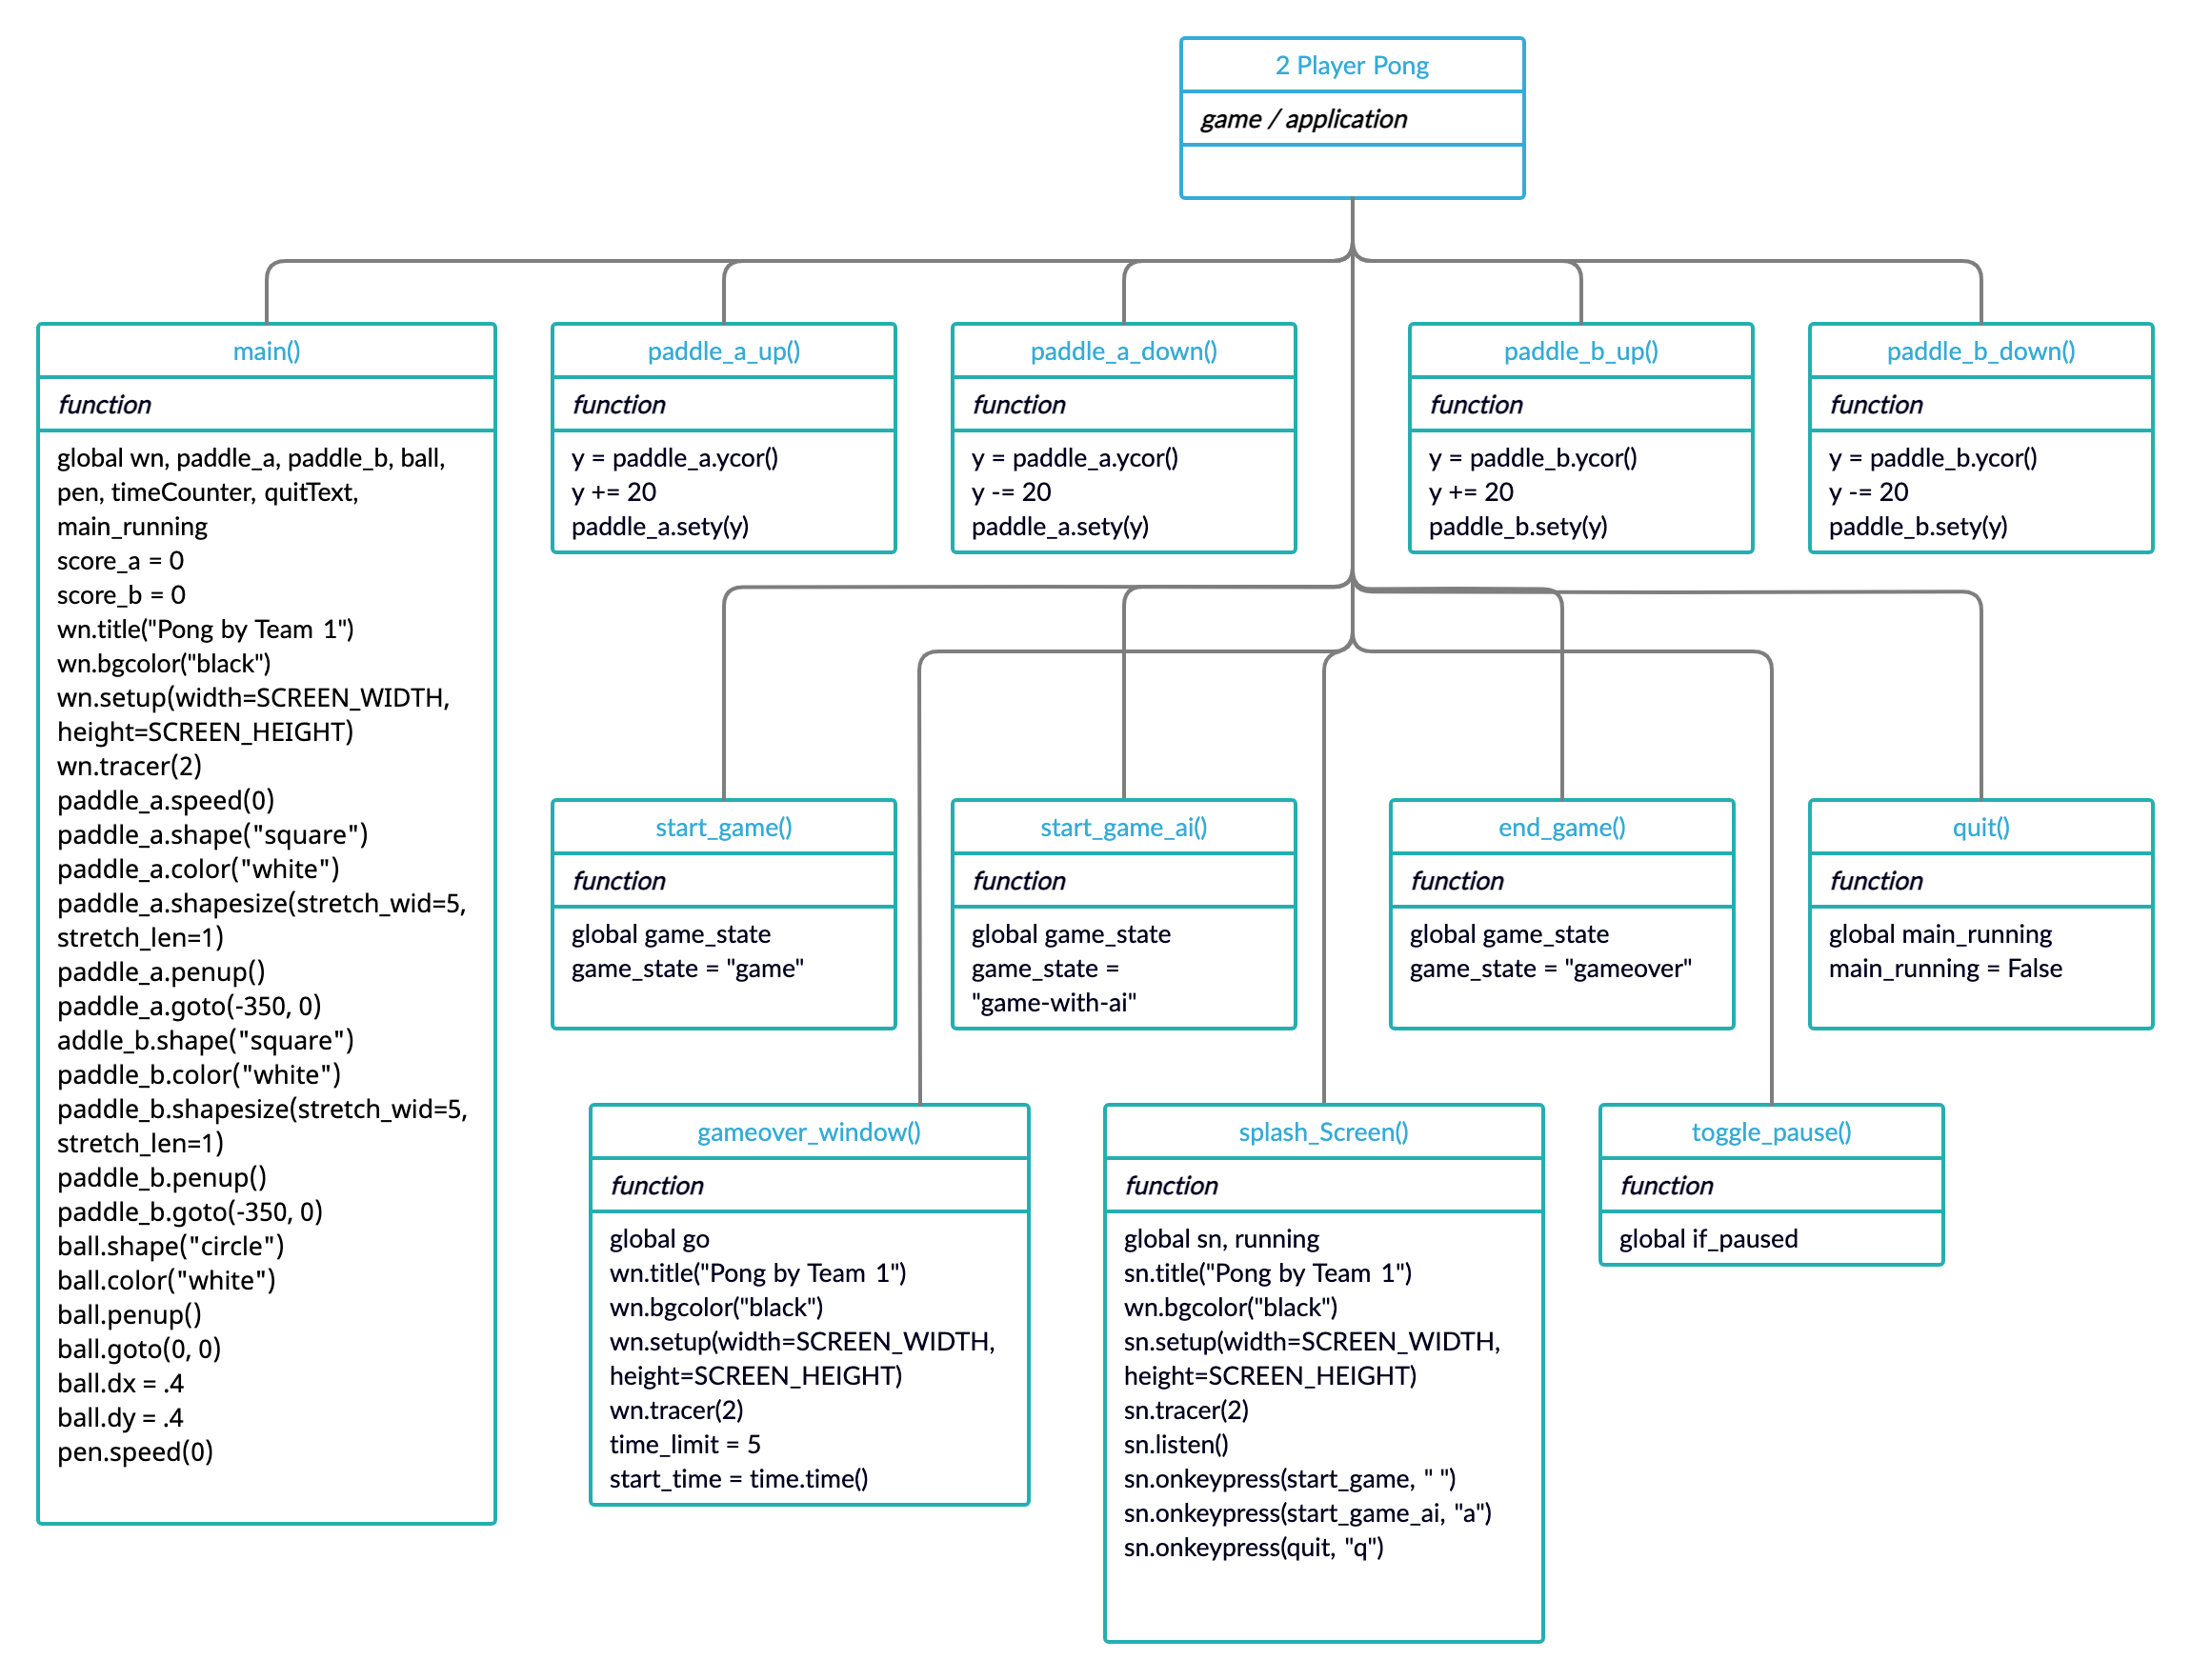 2 Player Pong
game / application
main()
function
global wn, paddle_a, paddle_b, ball,
pen, timeCounter, quitText,
main_running
score_a = 0
score_b = 0
wn.title("Pong by Team 1")
wn.bgcolor("black")
wn.setup(width=SCREEN_WIDTH,
height=SCREEN_HEIGHT)
wn.tracer(2)
paddle_a.speed(0)
paddle_a.shape("square")
paddle_a.color("white")
paddle_a.shapesize(stretch_wid=5,
stretch_len=1)
paddle_a.penup()
paddle_a.goto(-350, 0)
addle_b.shape("square")
paddle_b.color("white")
paddle_b.shapesize(stretch_wid=5,
stretch_len=1)
paddle_b.penup()
paddle_b.goto(-350, 0)
ball.shape("circle")
ball.color("white")
ball.penup()
ball.goto(0, 0)
ball.dx = .4
ball.dy = .4
pen.speed(0)
paddle_a_up()
function
y = paddle_a.ycor()
y += 20
paddle_a.sety(y)
paddle_a_down()
function
y = paddle_a.ycor()
y -= 20
paddle_a.sety(y)
paddle_b_up()
function
y = paddle_b.ycor()
y += 20
paddle_b.sety(y)
paddle_b_down()
function
y = paddle_b.ycor()
y -= 20
paddle_b.sety(y)
start_game()
function
global game_state
game_state = "game"
start_game_ai()
function
global game_state
game_state =
"game-with-ai"
end_game()
function
global game_state
game_state = "gameover"
quit()
function
global main_running
main_running = False
gameover_window()
function
global go
wn.title("Pong by Team 1")
wn.bgcolor("black")
wn.setup(width=SCREEN_WIDTH,
height=SCREEN_HEIGHT)
wn.tracer(2)
time_limit = 5
start_time = time.time()
splash_Screen()
function
global sn, running
sn.title("Pong by Team 1")
wn.bgcolor("black")
sn.setup(width=SCREEN_WIDTH,
height=SCREEN_HEIGHT)
sn.tracer(2)
sn.listen()
sn.onkeypress(start_game, " ")
sn.onkeypress(start_game_ai, "a")
sn.onkeypress(quit, "q")
toggle_pause()
function
global if_paused